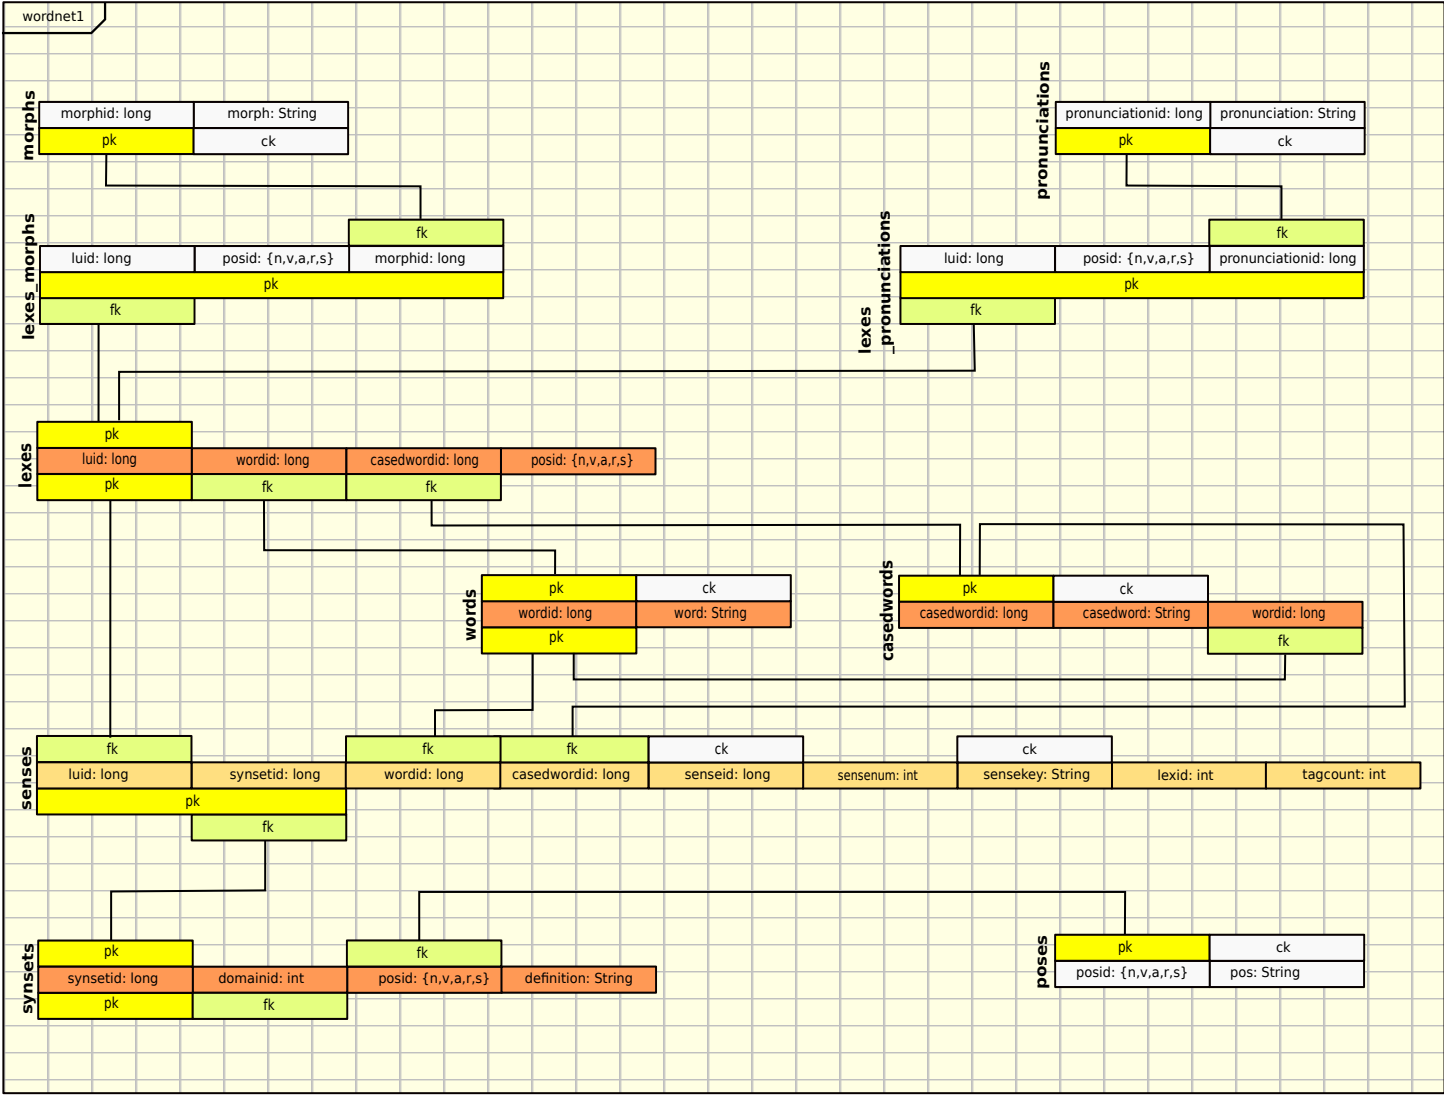 wordnet1
morphs
morphid: long morph: String
pk ck
pronunciations
pronunciationid: long pronunciation: String
pk ck
lexes_morphs
fk
luid: long posid: {n,v,a,r,s} morphid: long
pk
fk
lexes
_pronunciations
fk
luid: long posid: {n,v,a,r,s} pronunciationid: long
pk
fk
lexes
pk
luid: long wordid: long casedwordid: long posid: {n,v,a,r,s}
pk fk fk
words
pk ck
wordid: long word: String
pk
casedwords
pk ck
casedwordid: long casedword: String wordid: long
fk
senses
fk fk fk ck ck
luid: long synsetid: long wordid: long casedwordid: long senseid: long sensenum: int sensekey: String lexid: int tagcount: int
pk
fk
synsets
pk fk
synsetid: long domainid: int posid: {n,v,a,r,s} definition: String
pk fk
poses
pk ck
posid: {n,v,a,r,s} pos: String